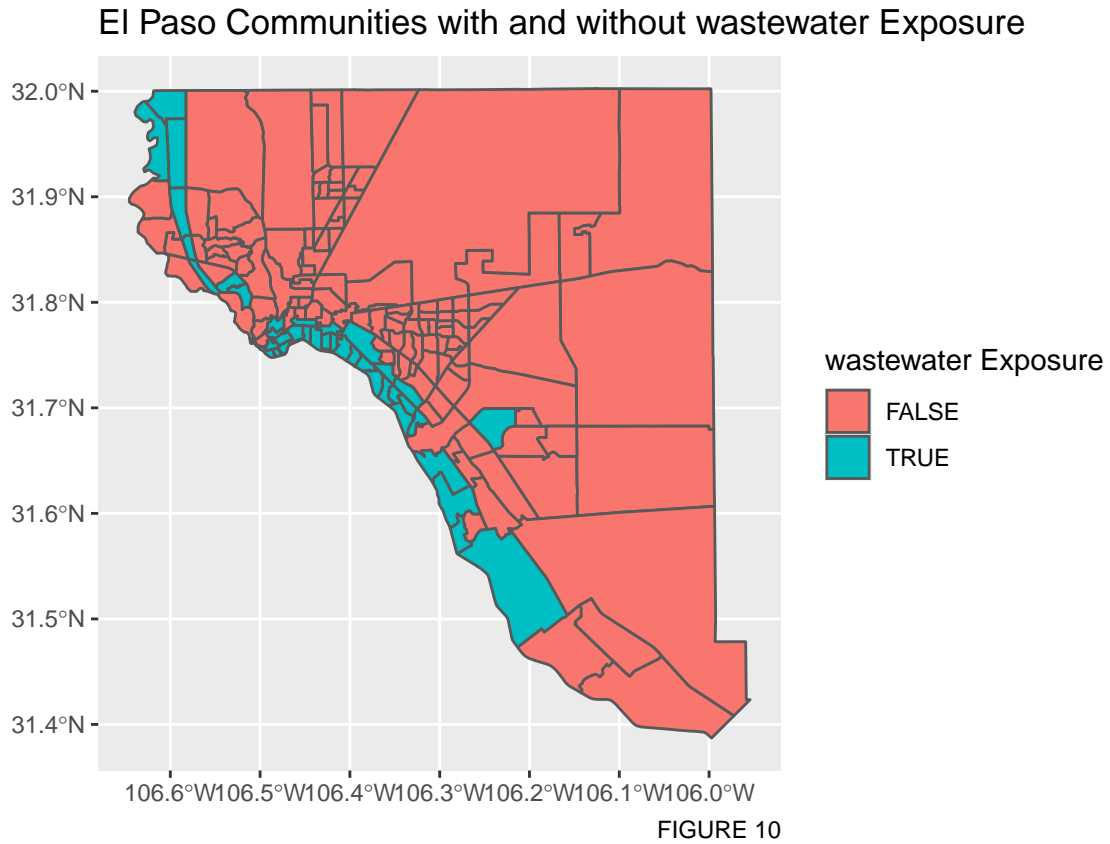 El Paso Communities with and without wastewater Exposure
32.0°N
31.9°N
31.8°N
31.7°N
31.6°N
31.5°N
31.4°N
106.6°W106.5°W106.4°W106.3°W106.2°W106.1°W106.0°W
wastewater Exposure
FALSE
TRUE
FIGURE 10